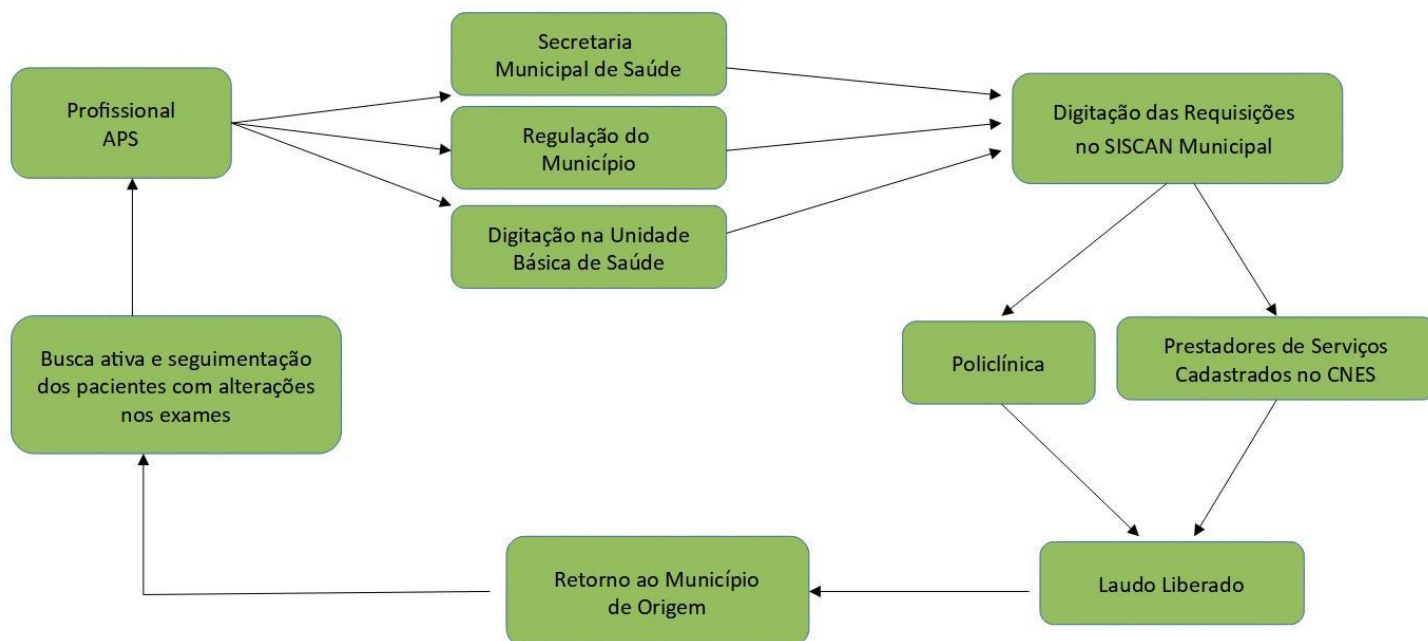 Profissional
APS
Secretaria
Municipal de Saúde
Regulação do
Município
Digitação na Unidade
Básica de Saúde
Digitação das Requisições
no SISCAN Municipal
Policlínica
Prestadores de Serviços
Cadastrados no CNES
Laudo Liberado
Retorno ao Município
de Origem
Busca ativa e seguimentação
dos pacientes com alterações
nos exames